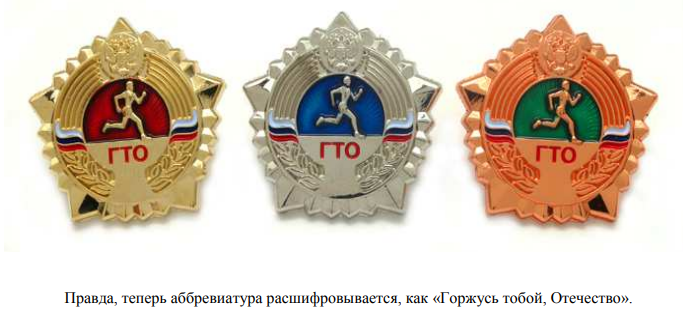 ГТО
ГТО
ГТО
Правда, теперь аббревиатура расшифровывается, как «Горжусь тобой, Отечество».